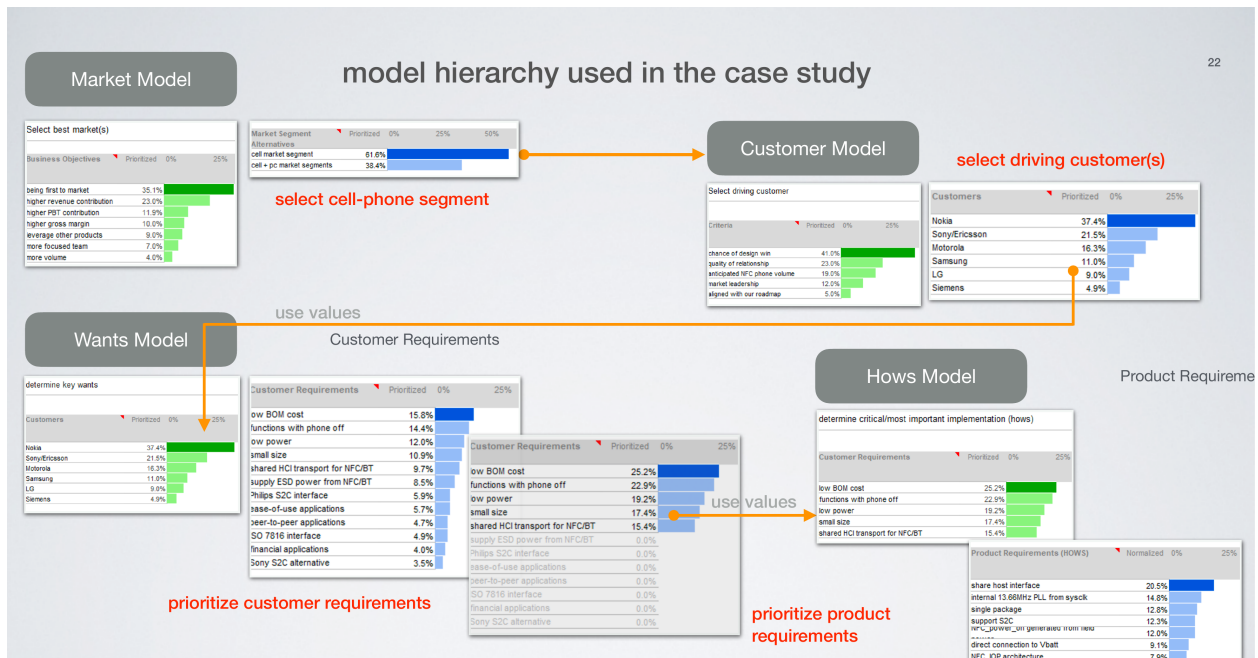 22
model hierarchy used in the case study
Market Model
Select best market(s)
Business Objectives Prioritized 0% 25%
being first to market 35.1%
higher revenue contribution 23.0%
higher PBT contribution 11.9%
higher gross margin 10.0%
leverage other products 9.0%
more focused team 7.0%
more volume 4.0%
Market Segment Prioritized 0% 25% 50%
Alternatives
cell market segment 61.6%
cell + pc market segments 38.4%
select cell-phone segment
Customer Model
Select driving customer
Criteria Prioritized 0% 25%
chance of design win 41.0%
quality of relationship 23.0%
anticipated NFC phone volume 19.0%
market leadership 12.0%
aligned with our roadmap 5.0%
select driving customer(s)
Customers Prioritized 0% 25%
Nokia 37.4%
Sony/Ericsson 21.5%
Motorola 16.3%
Samsung 11.0%
LG 9.0%
Siemens 4.9%
use values
Wants Model
Customer Requirements
determine key wants
Customers Prioritized 0% 25%
Nokia 37.4%
Sony/Ericsson 21.5%
Motorola 16.3%
Samsung 11.0%
LG 9.0%
Siemens 4.9%
Customer Requirements Prioritized 0% 25%
low BOM cost 15.8%
functions with phone off 14.4%
low power 12.0%
small size 10.9%
shared HCI transport for NFC/BT 9.7%
supply ESD power from NFC/BT 8.5%
Philips S2C interface 5.9%
ease-of-use applications 5.7%
peer-to-peer applications 4.7%
ISO 7816 interface 4.9%
financial applications 4.0%
Sony S2C alternative 3.5%
prioritize customer requirements
Customer Requirements Prioritized 0% 25%
low BOM cost 25.2%
functions with phone off 22.9%
low power 19.2%
small size 17.4%
shared HCI transport for NFC/BT 15.4%
supply ESD power from NFC/BT 0.0%
Philips S2C interface 0.0%
ease-of-use applications 0.0%
peer-to-peer applications 0.0%
ISO 7816 interface 0.0%
financial applications 0.0%
Sony S2C alternative 0.0%
use values
Hows Model
Product Requireme
determine critical/most important implementation (hows)
Customer Requirements Prioritized 0% 25%
low BOM cost 25.2%
functions with phone off 22.9%
low power 19.2%
small size 17.4%
shared HCI transport for NFC/BT 15.4%
prioritize product
requirements
Product Requirements (HOWS) Normalized 0% 25%
share host interface 20.5%
internal 13.66MHz PLL from sysclk 14.8%
single package 12.8%
support S2C 12.3%
NFC_power_on generated from field 12.0%
direct connection to Vbatt 9.1%
NFC_IOP architecture 7.9%